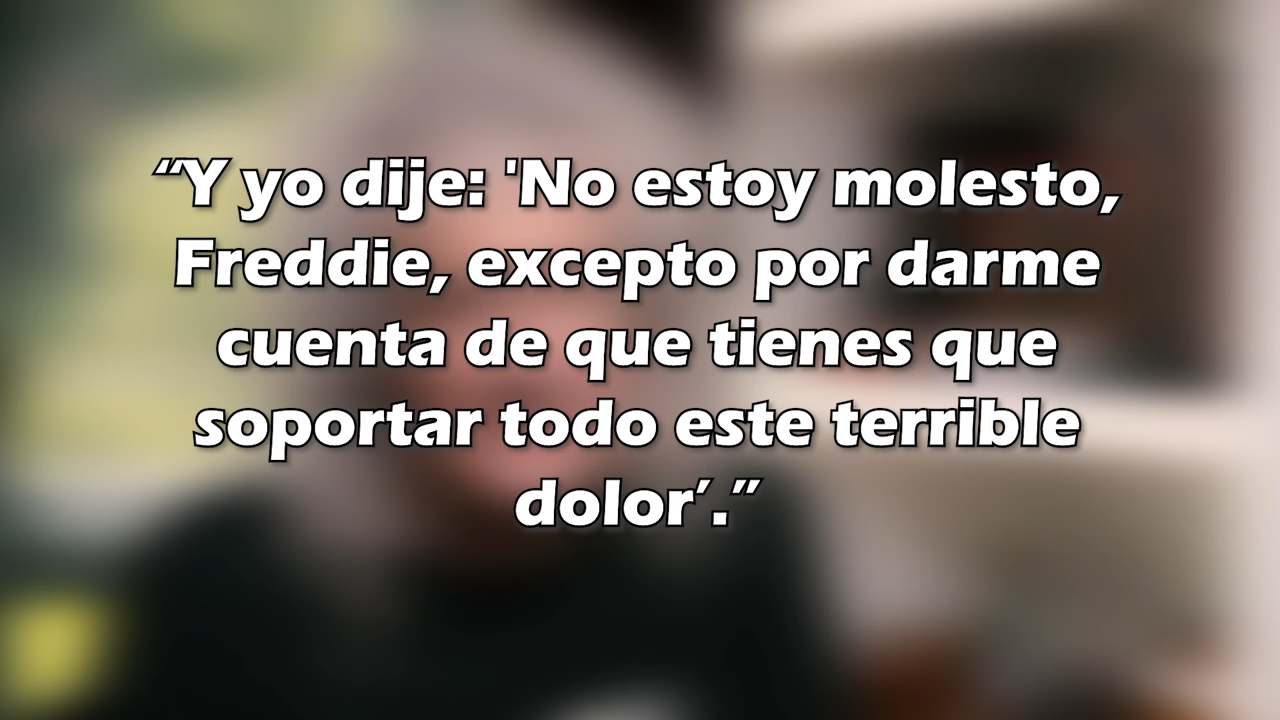 “Y yo dije: 'No estoy molesto,
Freddie, excepto por darme
cuenta de que tienes que
soportar todo este terrible
dolor’.”